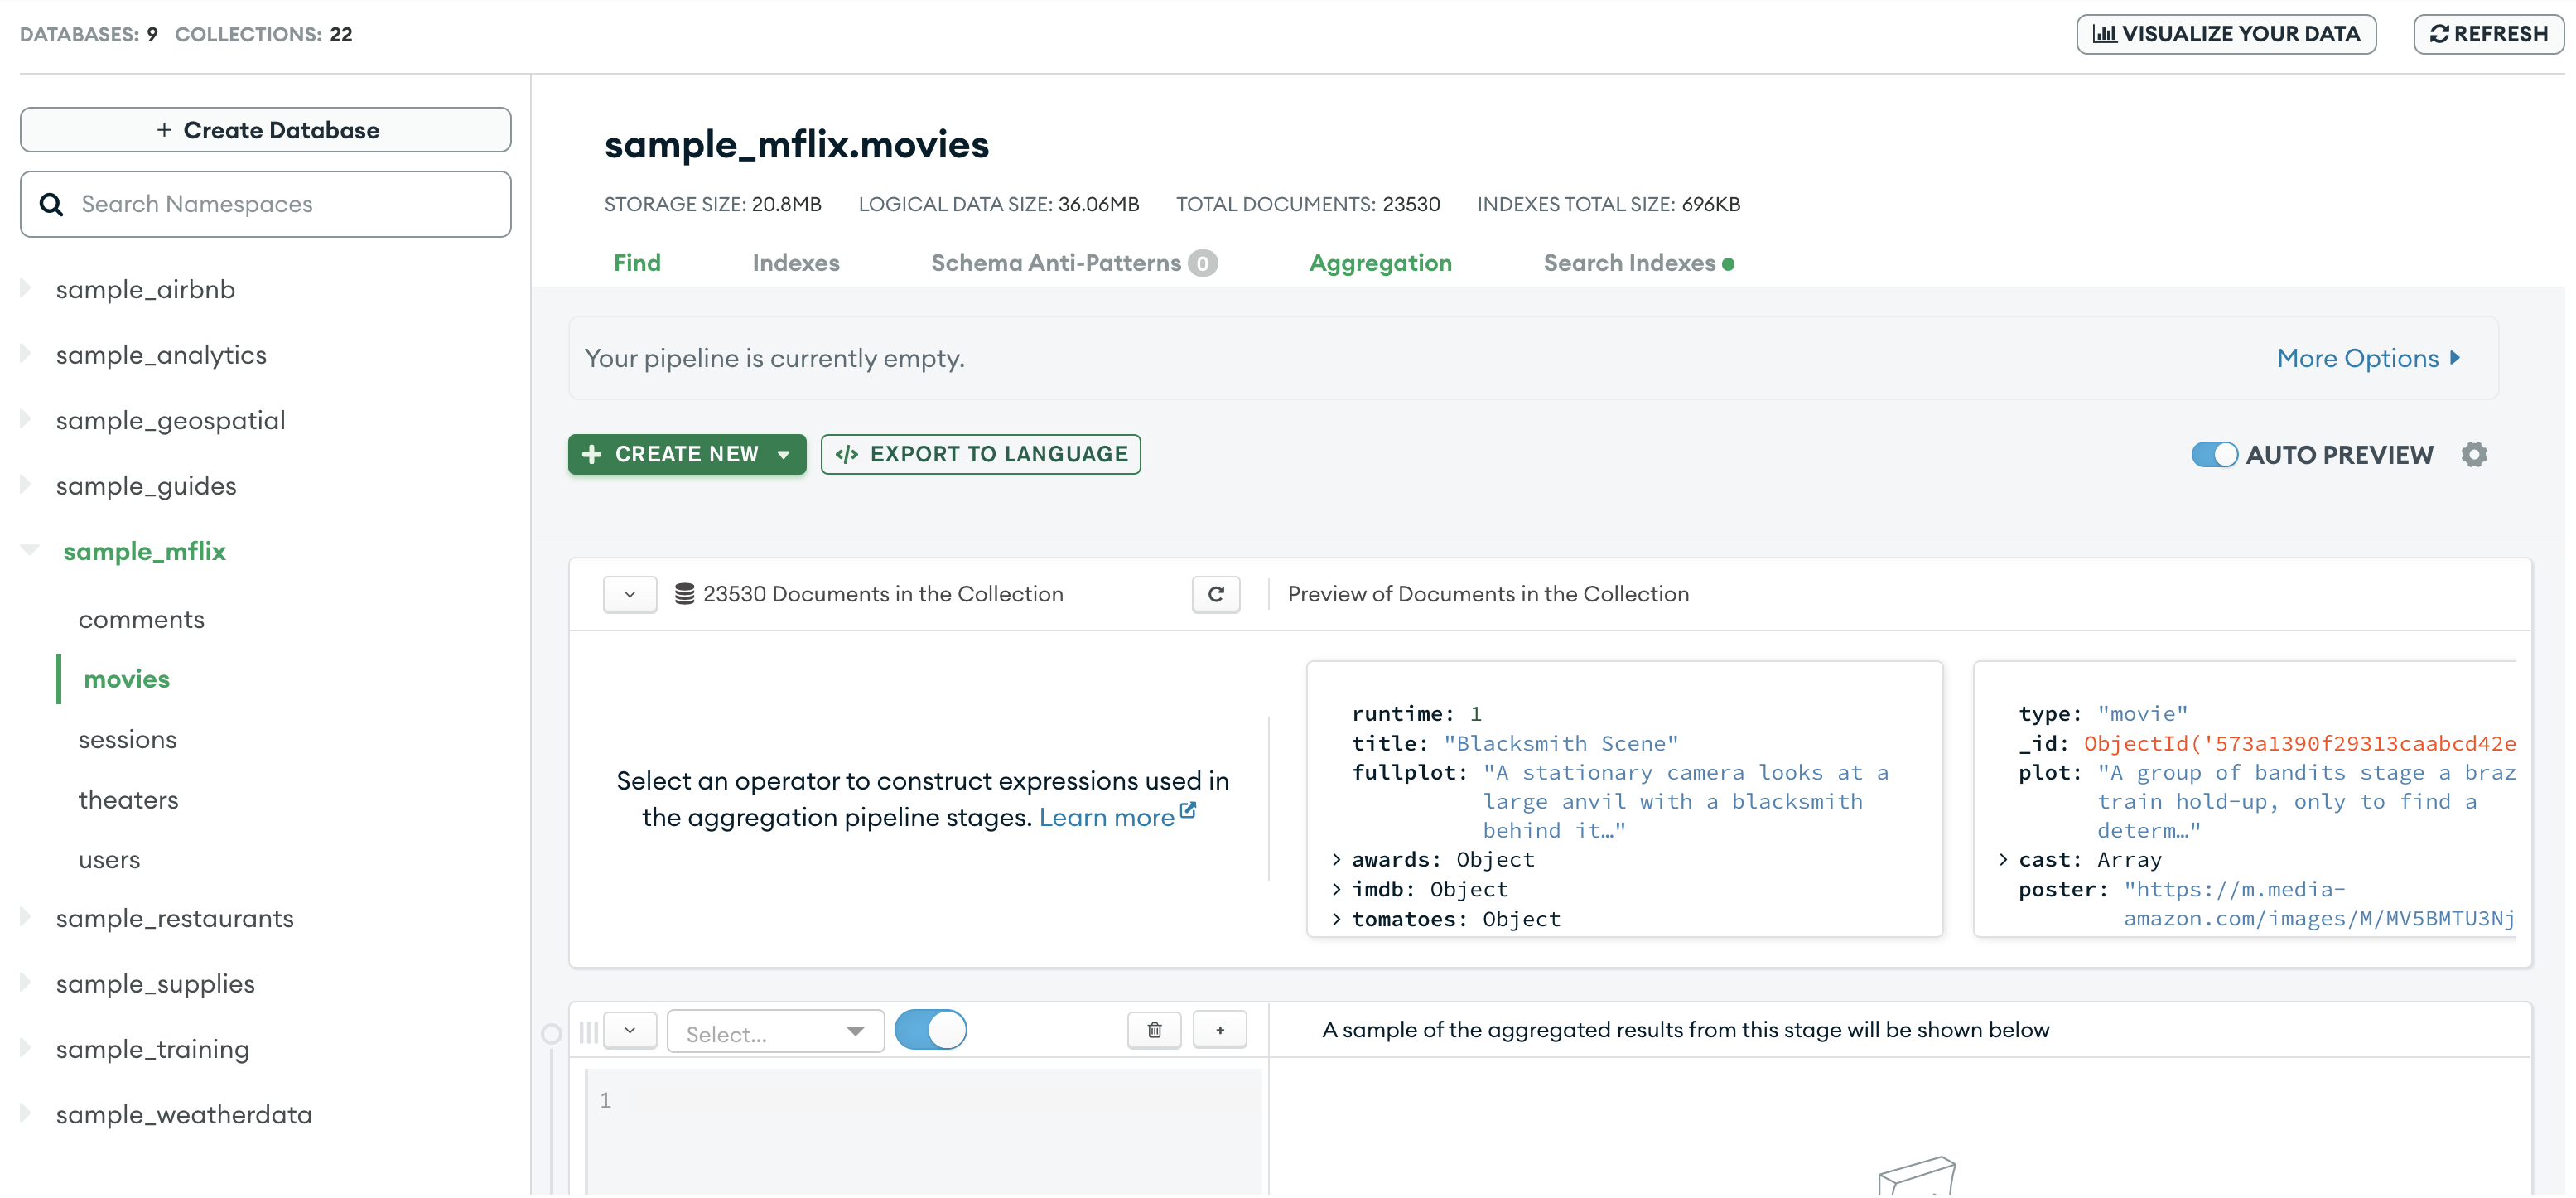 DATABASES: 9 COLLECTIONS: 22
VISUALIZE YOUR DATA
REFRESH
+ Create Database
Search Namespaces
sample_airbnb
sample_analytics
sample_geospatial
sample_guides
sample_mflix
comments
movies
sessions
theaters
users
sample_restaurants
sample_supplies
sample_training
sample_weatherdata
sample_mflix.movies
STORAGE SIZE: 20.8MB LOGICAL DATA SIZE: 36.06MB TOTAL DOCUMENTS: 23530 INDEXES TOTAL SIZE: 696KB
Find Indexes Schema Anti-Patterns 0 Aggregation Search Indexes
Your pipeline is currently empty.
More Options
+ CREATE NEW
</> EXPORT TO LANGUAGE
AUTO PREVIEW
23530 Documents in the Collection
Preview of Documents in the Collection
Select an operator to construct expressions used in
the aggregation pipeline stages. Learn more
runtime: 1
title: "Blacksmith Scene"
fullplot: "A stationary camera looks at a
large anvil with a blacksmith
behind it…"
> awards: Object
> imdb: Object
> tomatoes: Object
type: "movie"
_id: ObjectId('573a1390f29313caabcd42e
plot: "A group of bandits stage a braz
train hold-up, only to find a
determ…"
> cast: Array
poster: "https://m.media-
amazon.com/images/M/MV5BMTU3Nj
Select...
+
A sample of the aggregated results from this stage will be shown below
1